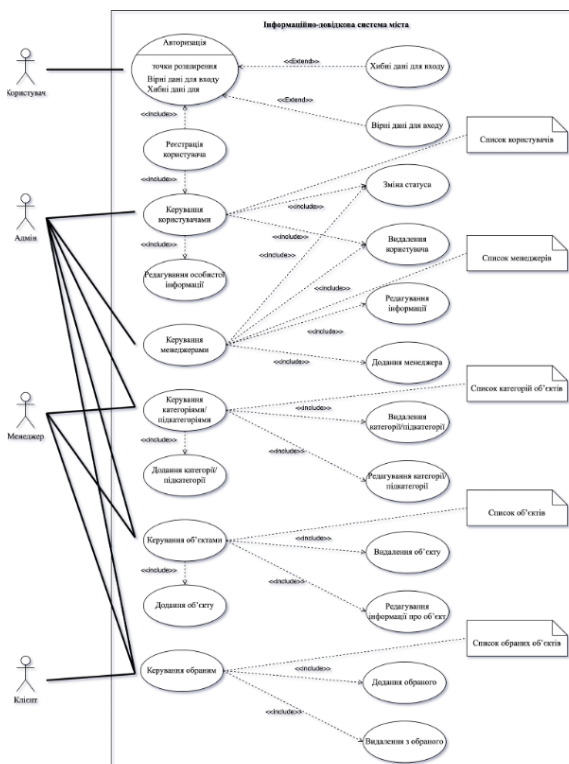 Інформаційно-довідкова система міста
Авторизація
точки розширення
Вірні дані для входу
Хибні дані для
Користувач
<<Extend>>
Хибні дані для входу
<<Extend>>
Вірні дані для входу
<<include>>
Реєстрація
користувача
Список користувачів
<<include>>
Зміна статуса
<<include>>
Адмін
Керування
користувачами
<<include>>
Видалення
користувача
<<include>>
Список менеджерів
Редагування особистої
інформації
<<include>>
<<include>>
Редагування
інформації
<<include>>
Керування
менеджерами
<<include>>
Додання менеджера
Список категорій об'єктів
Менеджер
Керування
категоріями/
підкатегоріями
<<include>>
Видалення
категорії/підкатегорії
<<include>>
<<include>>
Додання категорії/
підкатегорії
Редагування категорії/
підкатегорії
Список об'єктів
Керування об'єктами
<<include>>
Видалення об'єкту
<<include>>
<<include>>
Додання об'єкту
Редагування
інформації про об'єкт
Список обраних об'єктів
Клієнт
Керування обраним
<<include>>
Додання обраного
<<include>>
Видалення з обраного